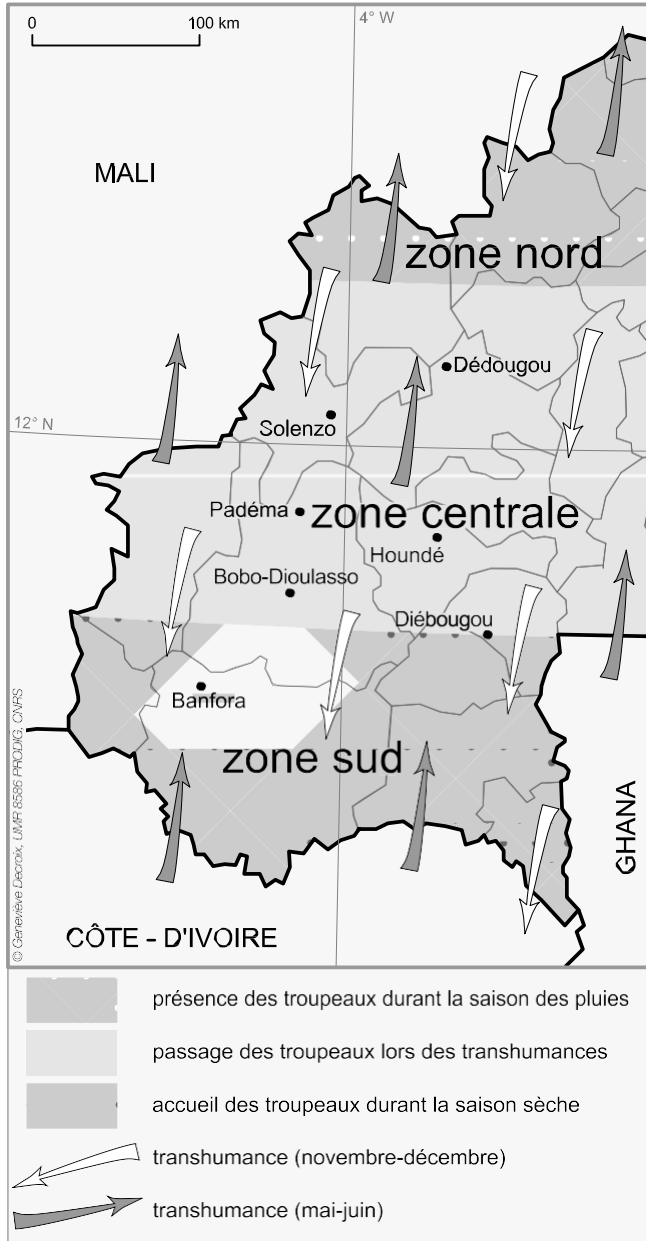 0 100 km
4° W
MALI
zone nord
Dédougou
12° N
Solenzo
Padéma
zone centrale
Houndé
Bobo-Dioulasso
Diébougou
Banfora
zone sud
GHANA
CÔTE - D'IVOIRE
© Geneviève Decroix, UMR 8586 PRODIG, CNRS
présence des troupeaux durant la saison des pluies
passage des troupeaux lors des transhumances
accueil des troupeaux durant la saison sèche
transhumance (novembre-décembre)
transhumance (mai-juin)